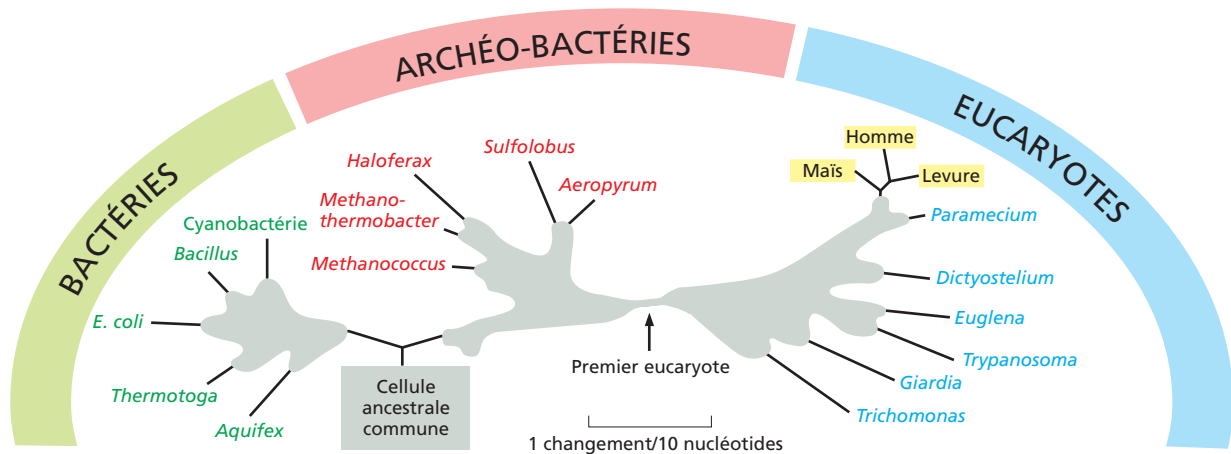 BACTÉRIES
ARCHÉO-BACTÉRIES
EUCARYOTES
Cyanobactérie
Bacillus
E. coli
Thermotoga
Aquifex
Cellule
ancestrale
commune
Haloferax
Methano-
thermobacter
Methanococcus
Sulfolobus
Aeropyrum
Premier eucaryote
1 changement/10 nucléotides
Homme
Maïs
Levure
Paramecium
Dictyostelium
Euglena
Trypanosoma
Giardia
Trichomonas